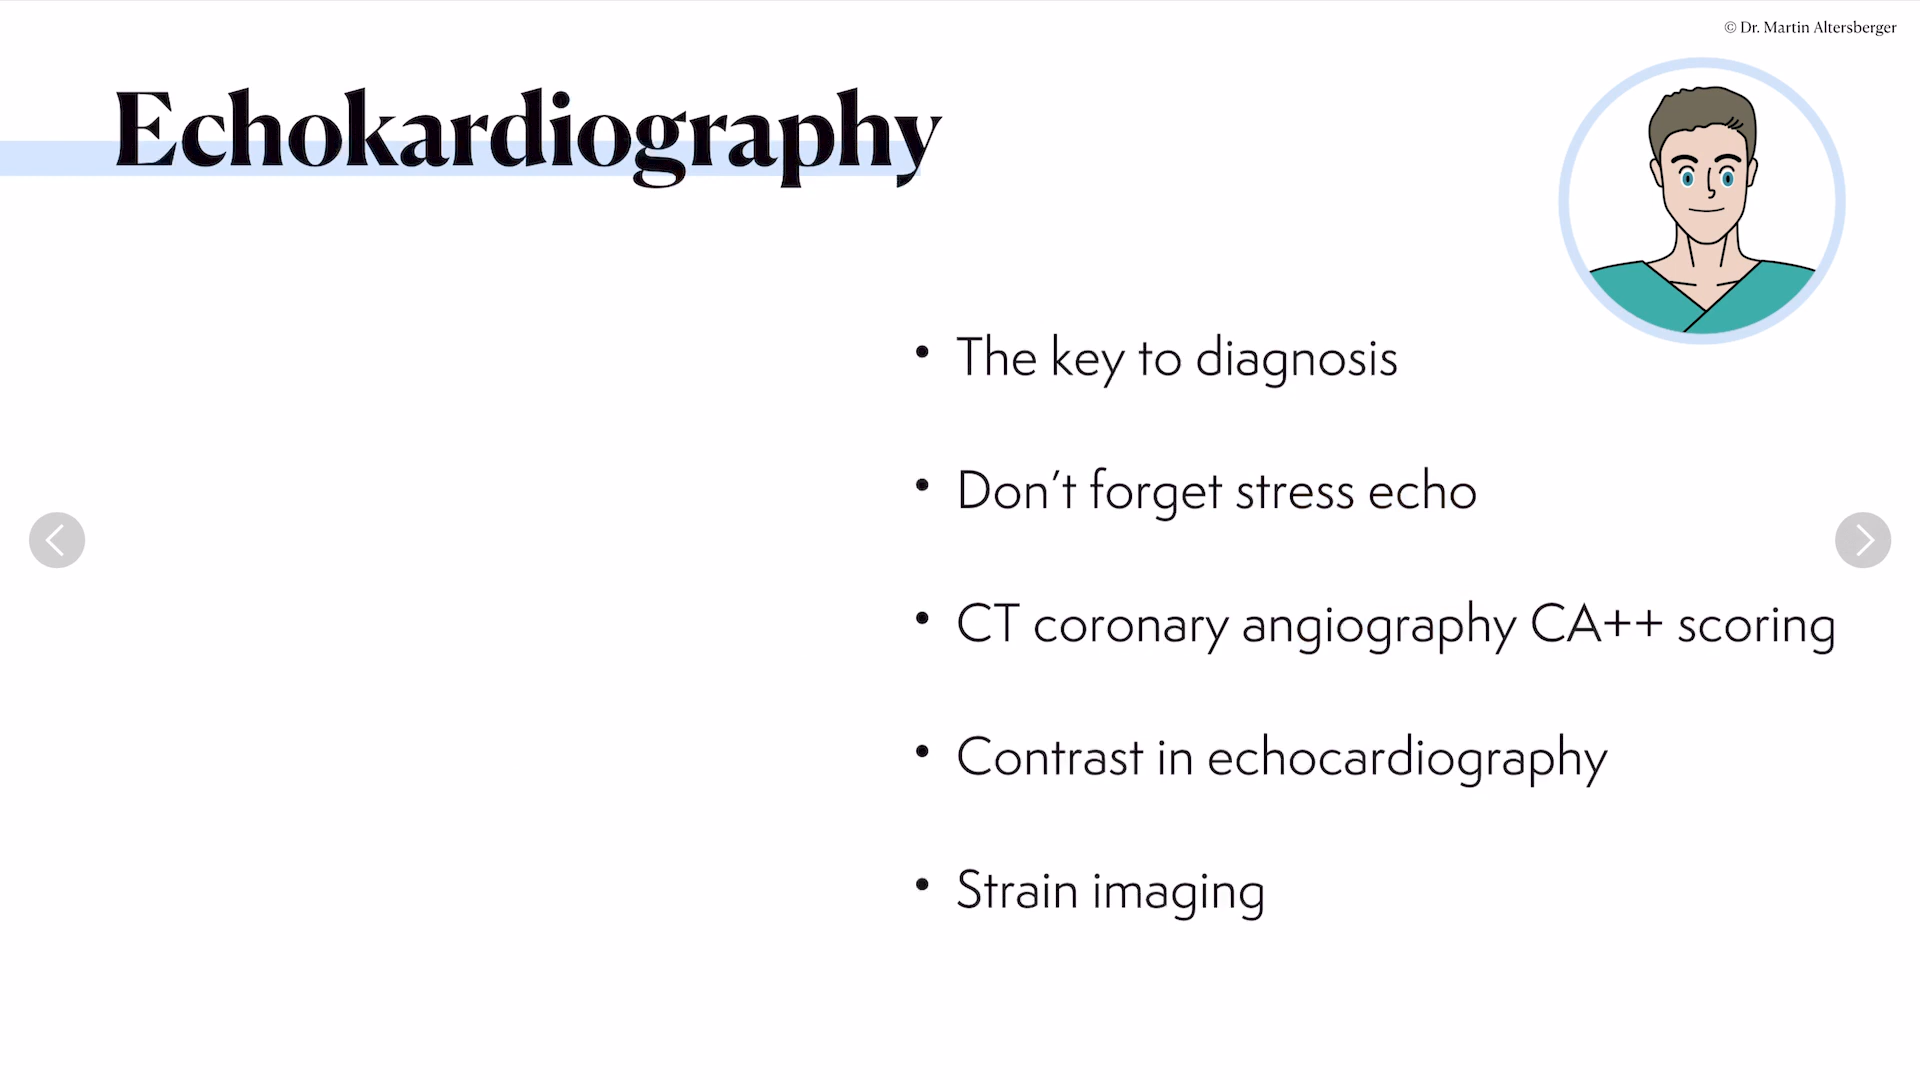 © Dr. Martin Altersberger
Echokardiography
• The key to diagnosis
• Don't forget stress echo
• CT coronary angiography CA++ scoring
• Contrast in echocardiography
• Strain imaging